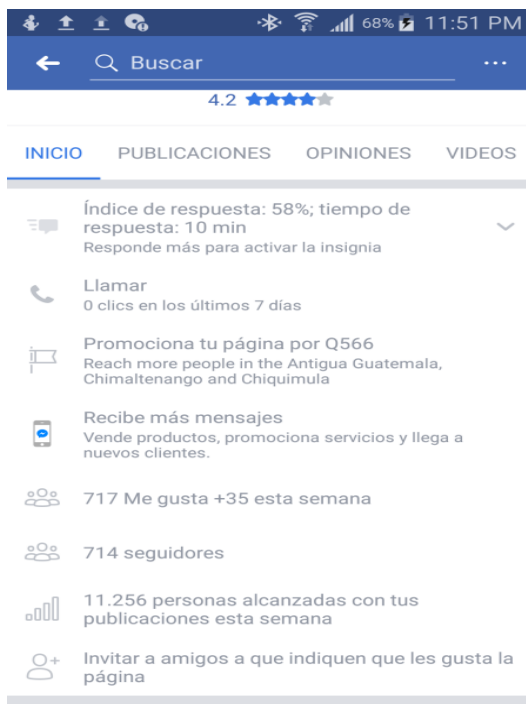 68% 11:51 PM
Buscar
4.2
INICIO PUBLICACIONES OPINIONES VIDEOS
Índice de respuesta: 58%; tiempo de
respuesta: 10 min
Responde más para activar la insignia
Llamar
0 clics en los últimos 7 días
Promociona tu página por Q566
Reach more people in the Antigua Guatemala,
Chimaltenango and Chiquimula
Recibe más mensajes
Vende productos, promociona servicios y llega a
nuevos clientes.
717 Me gusta +35 esta semana
714 seguidores
11.256 personas alcanzadas con tus
publicaciones esta semana
Invitar a amigos a que indiquen que les gusta la
página